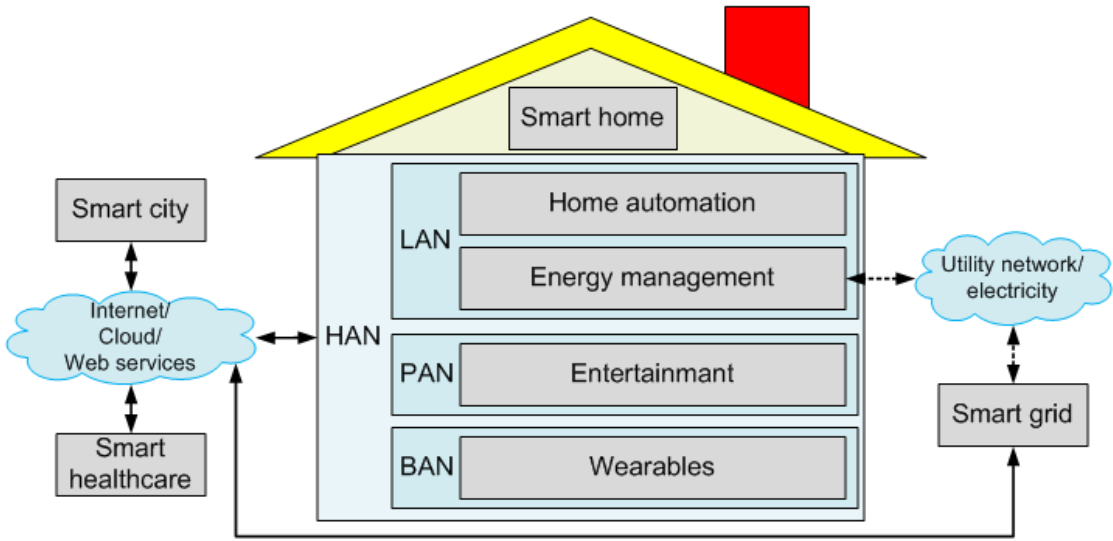 Smart home
Smart city
Internet/
Cloud/
Web services
Smart
healthcare
HAN
LAN
Home automation
Energy management
PAN
Entertainmant
BAN
Wearables
Utility network/
electricity
Smart grid